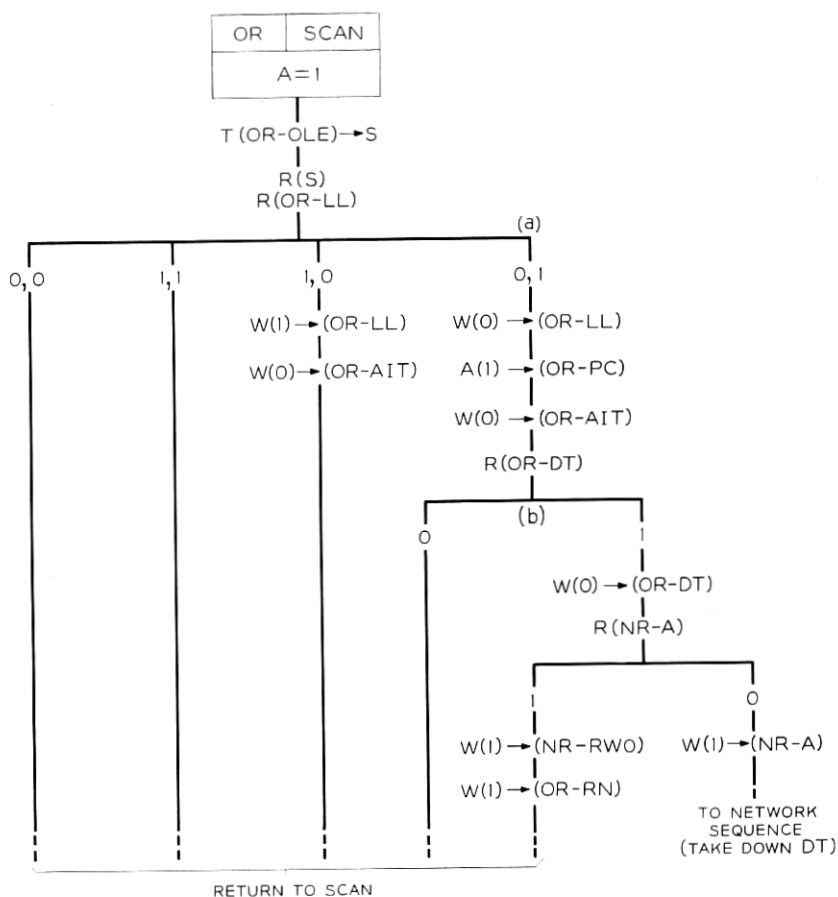 OR SCAN
A=1
T(OR-OLE)→S
R(S)
R(OR-LL)
(a)
0,0 1,1 1,0 0,1
W(1)→(OR-LL) W(0)→(OR-LL)
W(0)→(OR-AIT) A(1)→(OR-PC)
W(0)→(OR-AIT)
R(OR-DT)
(b)
0 1
W(0)→(OR-DT)
R(NR-A)
1 0
W(1)→(NR-RWO) W(1)→(NR-A)
W(1)→(OR-RN)
TO NETWORK
SEQUENCE
(TAKE DOWN DT)
RETURN TO SCAN